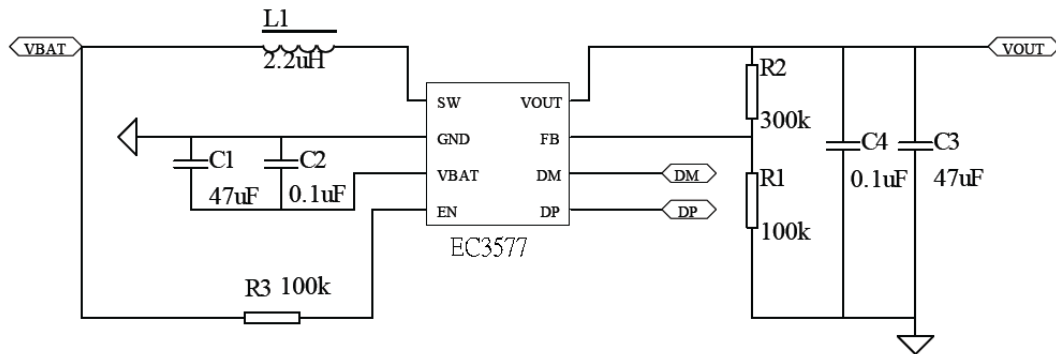 L1
VBAT
2.2uH
VOUT
R2
300k
SW
VOUT
GND
FB
C1
47uF
C2
0.1uF
VBAT
DM
DM
R1
100k
C4
0.1uF
C3
47uF
EN
DP
DP
EC3577
R3 100k